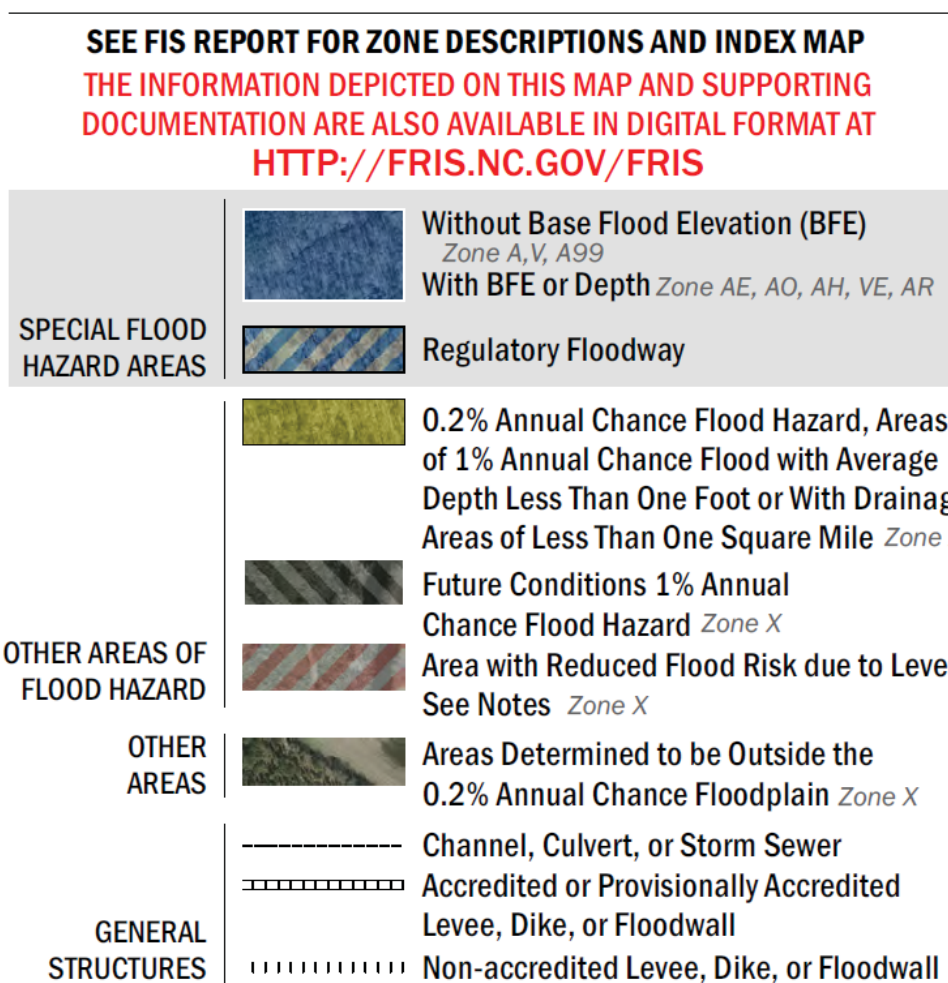 SEE FIS REPORT FOR ZONE DESCRIPTIONS AND INDEX MAP
THE INFORMATION DEPICTED ON THIS MAP AND SUPPORTING
DOCUMENTATION ARE ALSO AVAILABLE IN DIGITAL FORMAT AT
HTTP://FRIS.NC.GOV/FRIS
SPECIAL FLOOD
HAZARD AREAS
Without Base Flood Elevation (BFE)
Zone A,V, A99
With BFE or Depth Zone AE, AO, AH, VE, AR
Regulatory Floodway
OTHER AREAS OF
FLOOD HAZARD
0.2% Annual Chance Flood Hazard, Areas
of 1% Annual Chance Flood with Average
Depth Less Than One Foot or With Drainag
Areas of Less Than One Square Mile Zone
Future Conditions 1% Annual
Chance Flood Hazard Zone X
Area with Reduced Flood Risk due to Leve
See Notes Zone X
OTHER
AREAS
Areas Determined to be Outside the
0.2% Annual Chance Floodplain Zone X
GENERAL
STRUCTURES
Channel, Culvert, or Storm Sewer
Accredited or Provisionally Accredited
Levee, Dike, or Floodwall
Non-accredited Levee, Dike, or Floodwall